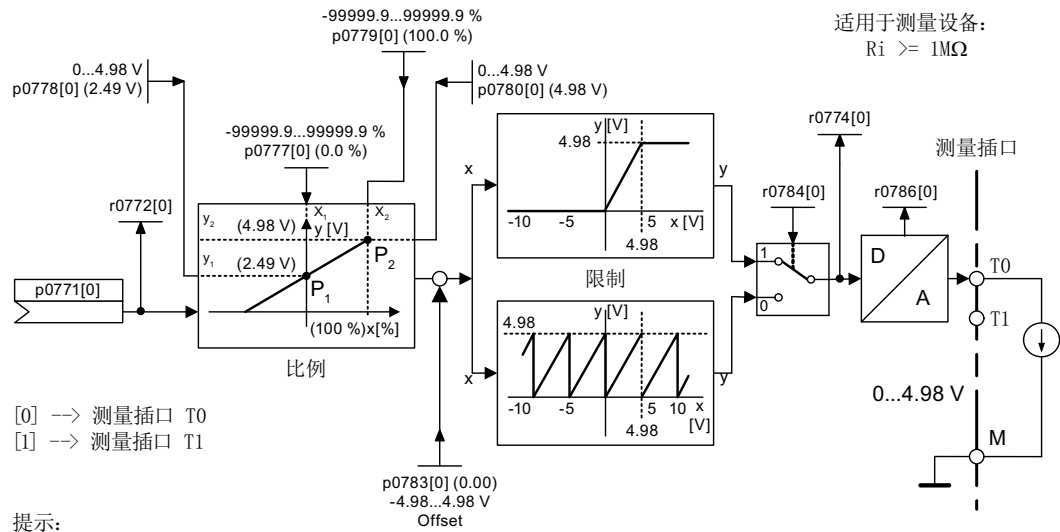 -99999.9...99999.9 %
p0779[0] (100.0 %)
适用于测量设备:
Ri >= 1MΩ
0...4.98 V
p0778[0] (2.49 V)
0...4.98 V
p0780[0] (4.98 V)
-99999.9...99999.9 %
p0777[0] (0.0 %)
r0772[0]
r0774[0]
测量插口
y [V]
4.98
-10
-5
5
x [V]
4.98
限制
x
y
r0784[0]
r0786[0]
X1
X2
y2
(4.98 V)
y [V]
y1
(2.49 V)
P1
P2
(100 %)
x[%]
比例
p0771[0]
1
0
D
A
T0
T1
y [V]
4.98
-10
-5
5
10
x
[V]
4.98
x
y
0...4.98 V
M
[0] --> 测量插口 T0
[1] --> 测量插口 T1
p0783[0] (0.00)
-4.98...4.98 V
Offset
提示: